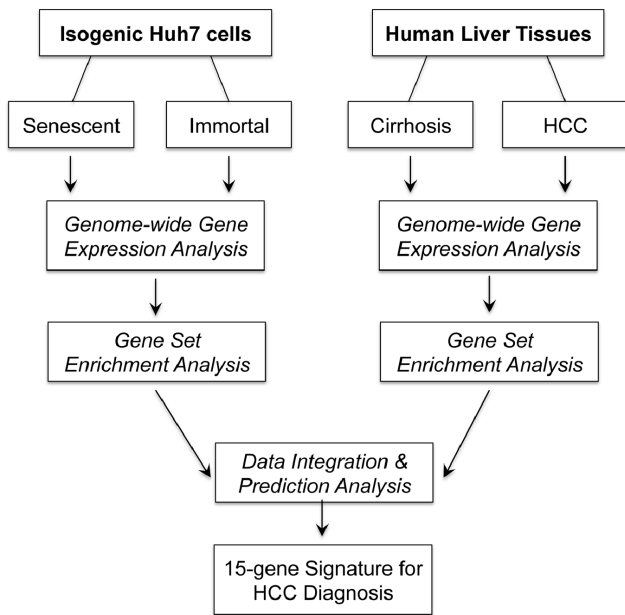 Isogenic Huh7 cells
Human Liver Tissues
Senescent
Immortal
Cirrhosis
HCC
Genome-wide Gene
Expression Analysis
Genome-wide Gene
Expression Analysis
Gene Set
Enrichment Analysis
Gene Set
Enrichment Analysis
Data Integration &
Prediction Analysis
15-gene Signature for
HCC Diagnosis